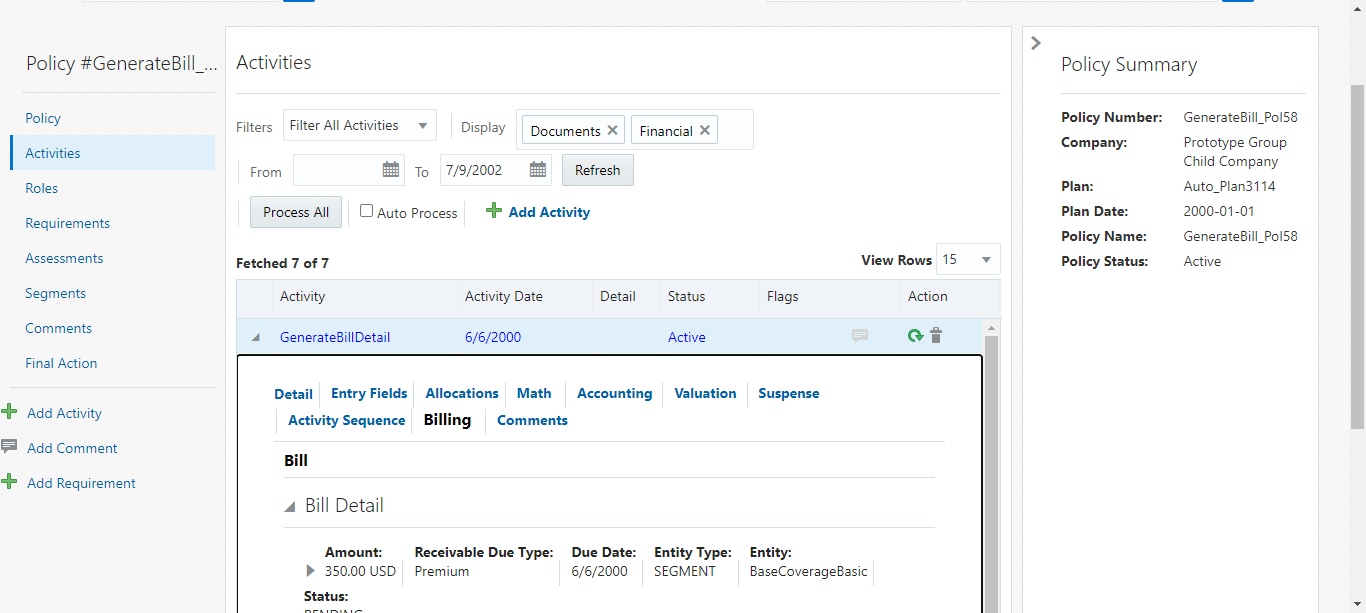 Policy #GenerateBill_...
Policy
Activities
Roles
Requirements
Assessments
Segments
Comments
Final Action
Add Activity
Add Comment
Add Requirement
Activities
Filters Filter All Activities Display Documents Financial
From To 7/9/2002 Refresh
Process All Auto Process Add Activity
Fetched 7 of 7 View Rows 15
Activity Activity Date Detail Status Flags Action
GenerateBillDetail 6/6/2000 Active
Detail Entry Fields Allocations Math Accounting Valuation Suspense
Activity Sequence Billing Comments
Bill
Bill Detail
Amount: Receivable Due Type: Due Date: Entity Type: Entity:
350.00 USD Premium 6/6/2000 SEGMENT BaseCoverageBasic
Status:
PENDING
Policy Summary
Policy Number: GenerateBill_Pol58
Company: Prototype Group
Child Company
Plan: Auto_Plan3114
Plan Date: 2000-01-01
Policy Name: GenerateBill_Pol58
Policy Status: Active